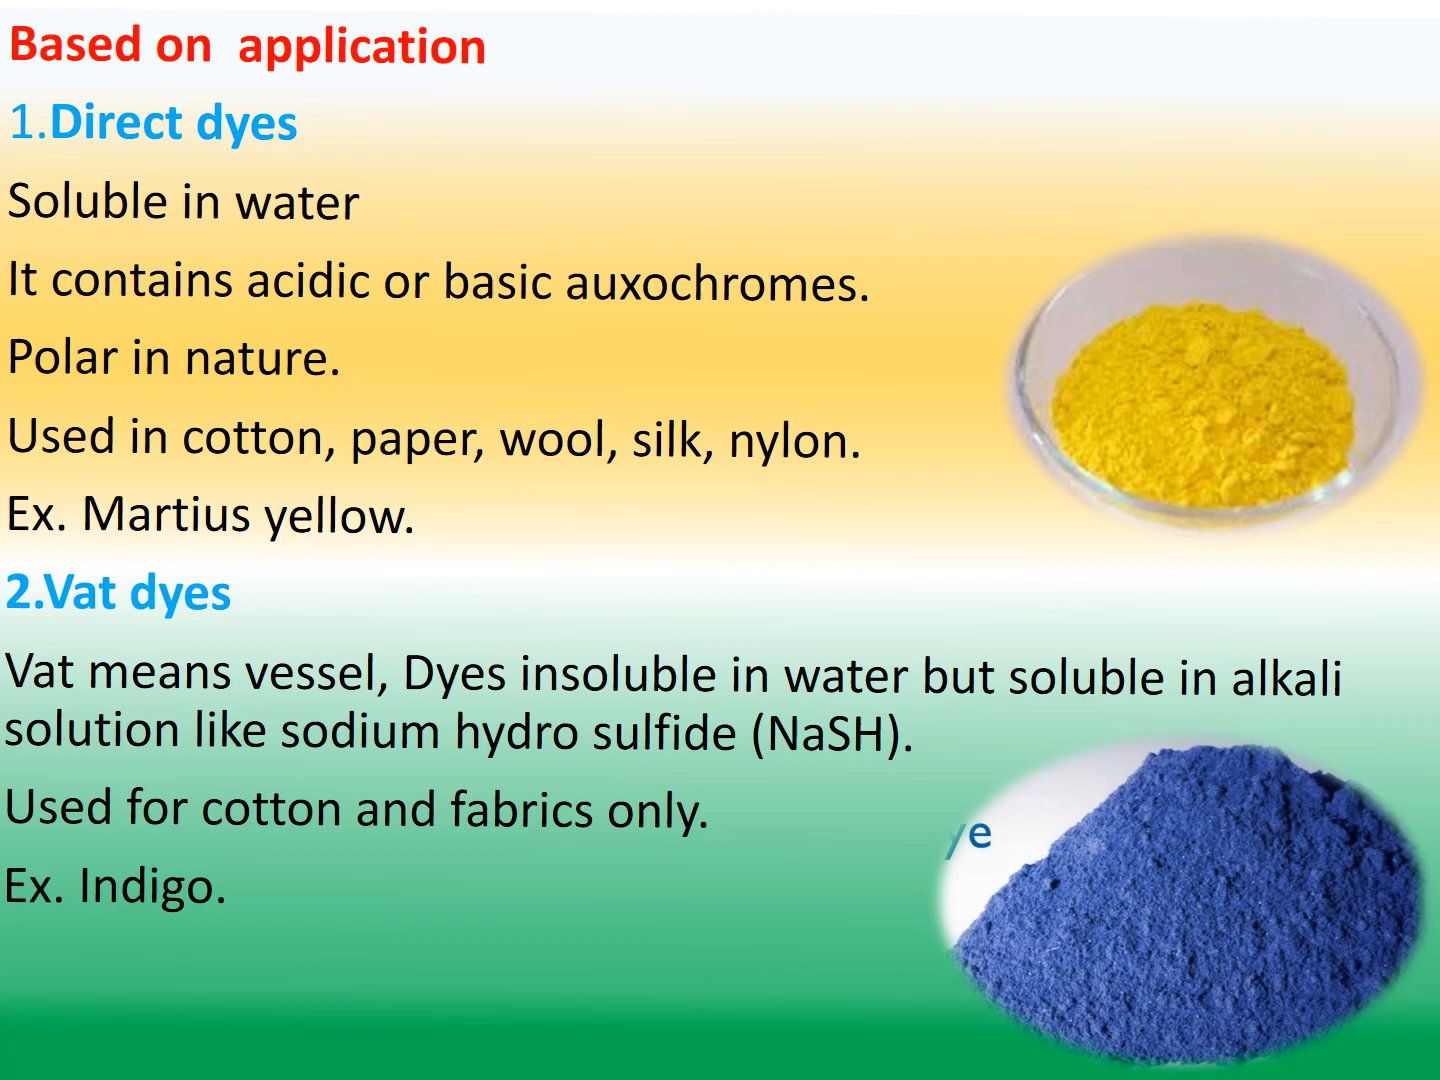 Based on  application
1.Direct dyes
Soluble in water
It contains acidic or basic auxochromes.
Polar in nature.
Used in cotton, paper, wool, silk, nylon.
Ex. Martius yellow.
2.Vat dyes
Vat means vessel, Dyes insoluble in water but soluble in alkali
solution like sodium hydro sulfide (NaSH).
Used for cotton and fabrics only.
ye
Ex. Indigo.